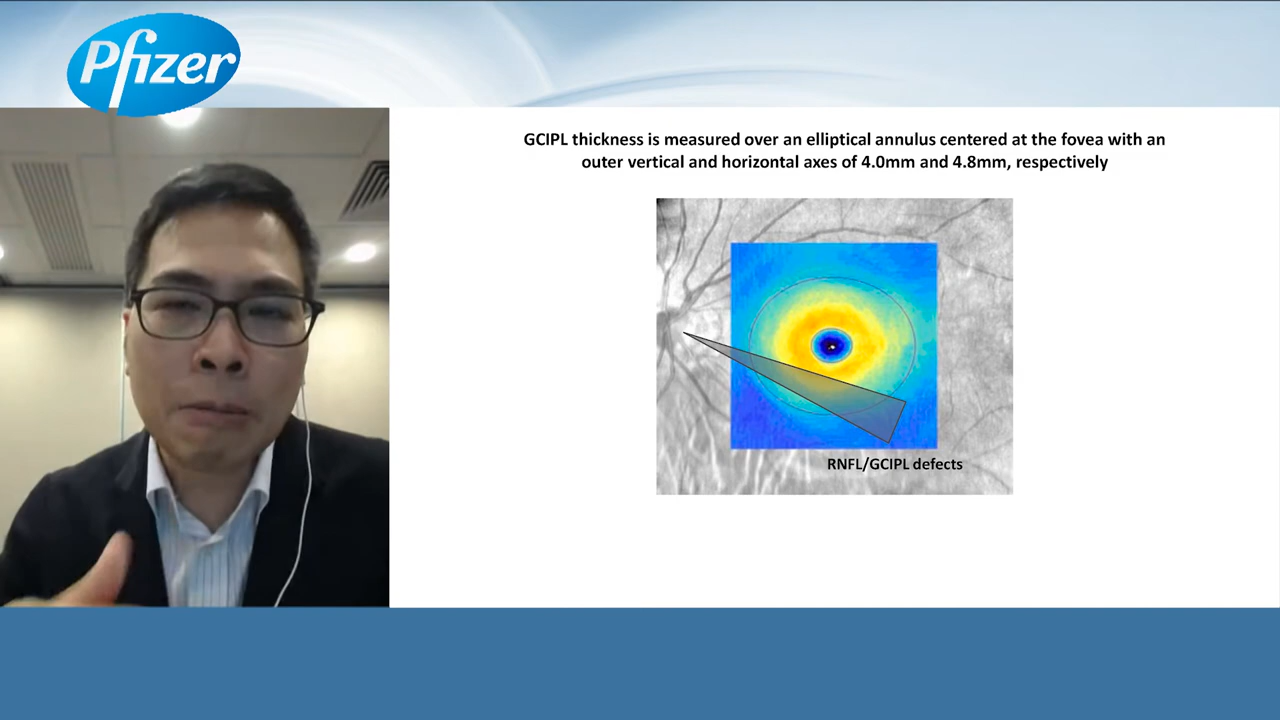 Pfizer
GCIPL thickness is measured over an elliptical annulus centered at the fovea with an
outer vertical and horizontal axes of 4.0mm and 4.8mm, respectively
RNFL/GCIPL defects